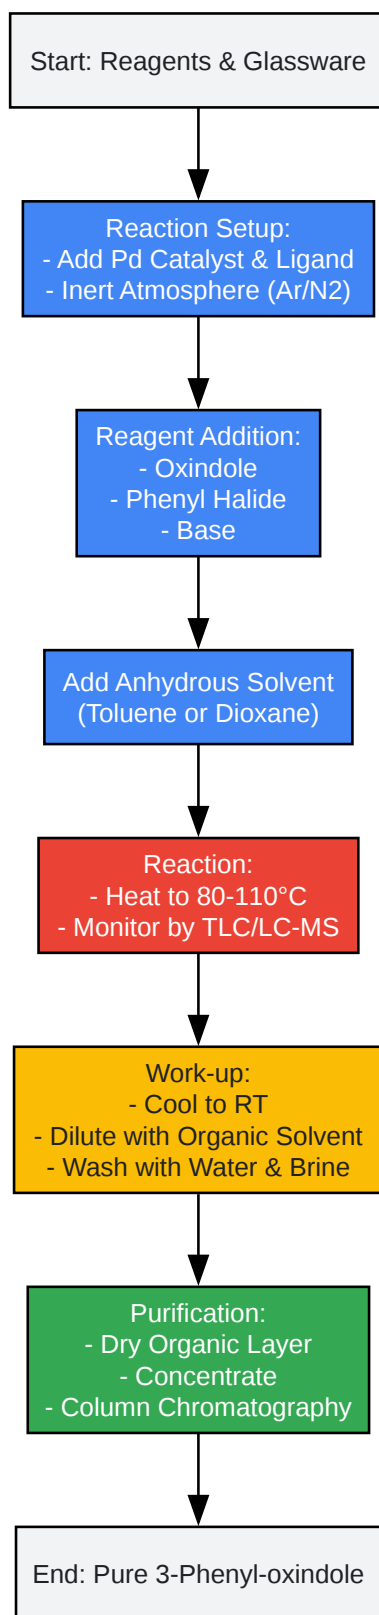 Start: Reagents & Glassware
Reaction Setup:
- Add Pd Catalyst & Ligand
- Inert Atmosphere (Ar/N2)
Reagent Addition:
- Oxindole
- Phenyl Halide
- Base
Add Anhydrous Solvent
(Toluene or Dioxane)
Reaction:
- Heat to 80-110°C
- Monitor by TLC/LC-MS
Work-up:
- Cool to RT
- Dilute with Organic Solvent
- Wash with Water & Brine
Purification:
- Dry Organic Layer
- Concentrate
- Column Chromatography
End: Pure 3-Phenyl-oxindole